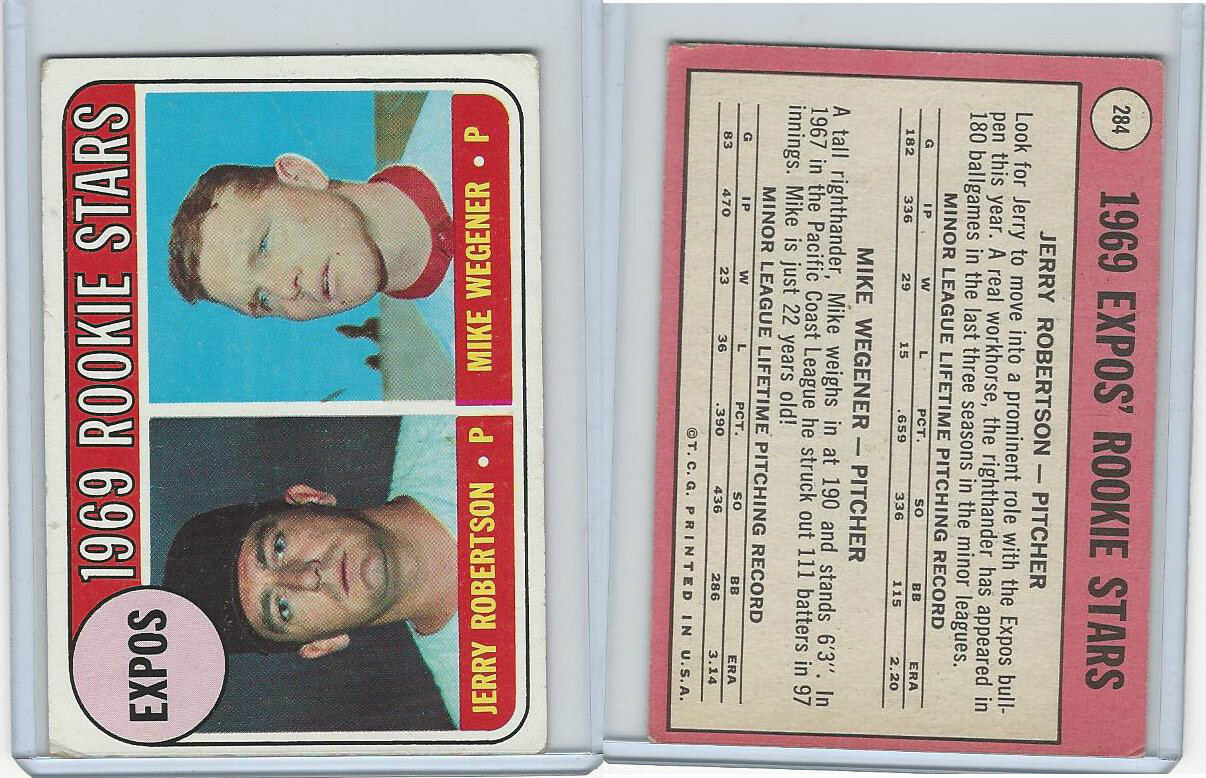 1969 ROOKIE STARS
EXPOS
MIKE WEGENER • P
JERRY ROBERTSON • P
284
1969 EXPOS' ROOKIE STARS
JERRY ROBERTSON — PITCHER
Look for Jerry to move into a prominent role with the Expos bull-
pen this year. A real workhorse, the righthander has appeared in
180 ballgames in the last three seasons in the minor leagues.
MINOR LEAGUE LIFETIME PITCHING RECORD
G IP W L PCT. SO BB ERA
182 336 29 15 .659 336 115 2.20
MIKE WEGENER — PITCHER
A tall righthander, Mike weighs in at 190 and stands 6'3". In
1967 in the Pacific Coast League he struck out 111 batters in 97
innings. Mike is just 22 years old!
MINOR LEAGUE LIFETIME PITCHING RECORD
G IP W L PCT. SO BB ERA
83 470 23 36 .390 436 286 3.14
©T.C.G. PRINTED IN U.S.A.